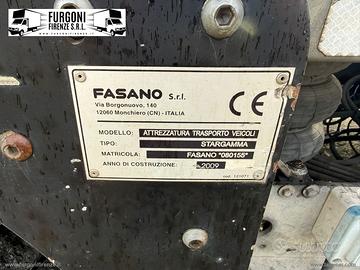 FURGONI
FIRENZE S.R.L.
FASANO S.r.l.
Via Borgonuovo, 140
12060 Monchiero (CN) - ITALIA
CE
MODELLO: ATTREZZATURA TRASPORTO VEICOLI
TIPO: STARGAMMA
MATRICOLA: FASANO "080155"
ANNO DI COSTRUZIONE: 2009